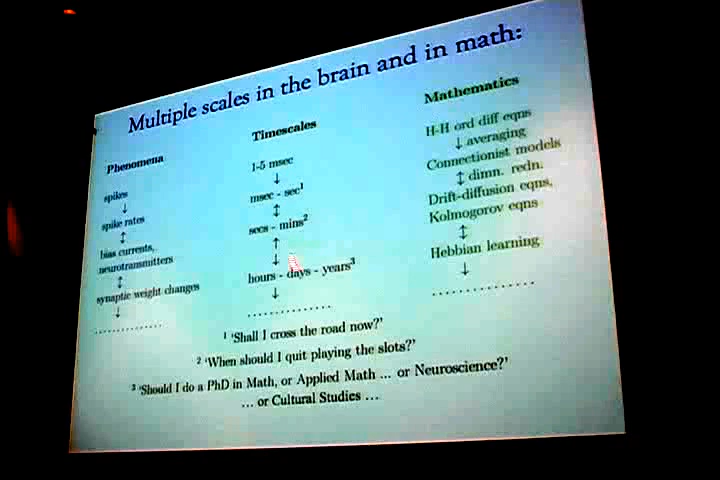 Multiple scales in the brain and in math:
Phenomena
spikes
↓
spike rates
↕
bias currents,
neurotransmitters
↕
synaptic weight changes
↓
..............
Timescales
1-5 msec
↓
msec - sec¹
↕
secs - mins²
↑
↓
hours - days - years³
↓
..............
Mathematics
H-H ord diff eqns
↓ averaging
Connectionist models
↕ dimn. redn.
Drift-diffusion eqns,
Kolmogorov eqns
↕
Hebbian learning
↓
..............
¹ 'Shall I cross the road now?'
² 'When should I quit playing the slots?'
³ 'Should I do a PhD in Math, or Applied Math ... or Neuroscience?'
... or Cultural Studies ...